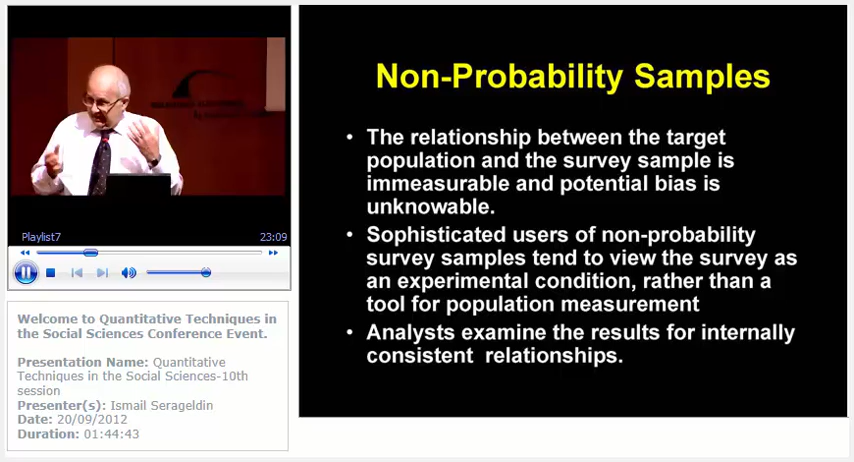 Playlist7
23:09
Welcome to Quantitative Techniques in
the Social Sciences Conference Event.
Presentation Name: Quantitative
Techniques in the Social Sciences-10th
session
Presenter(s): Ismail Serageldin
Date: 20/09/2012
Duration: 01:44:43
Non-Probability Samples
• The relationship between the target
population and the survey sample is
immeasurable and potential bias is
unknowable.
• Sophisticated users of non-probability
survey samples tend to view the survey as
an experimental condition, rather than a
tool for population measurement
• Analysts examine the results for internally
consistent relationships.